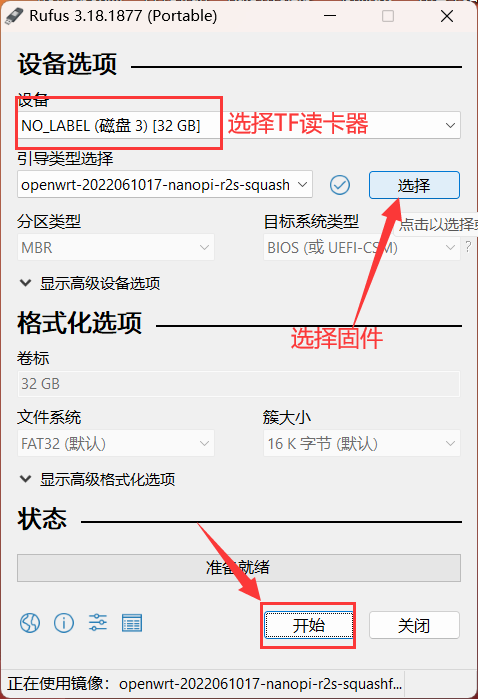 Rufus 3.18.1877 (Portable)
设备选项
设备
NO_LABEL (磁盘 3) [32 GB]
选择TF读卡器
引导类型选择
openwrt-2022061017-nanopi-r2s-squash
选择
点击以选择
分区类型
目标系统类型
MBR
BIOS (或 UEFI-CSM)
?
显示高级设备选项
格式化选项
选择固件
卷标
32 GB
文件系统
簇大小
FAT32 (默认)
16 K 字节 (默认)
显示高级格式化选项
状态
准备就绪
开始
关闭
正在使用镜像：openwrt-2022061017-nanopi-r2s-squashf...